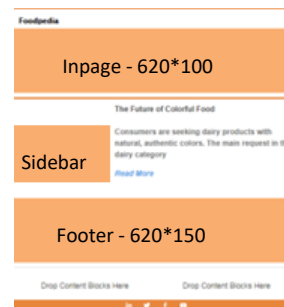 Foodpedia
Inpage - 620*100
The Future of Colorful Food
Consumers are seeking dairy products with
natural, authentic colors. The main request in t
dairy category
Sidebar
Read More
Footer - 620*150
Drop Content Blocks Here
Drop Content Blocks Here